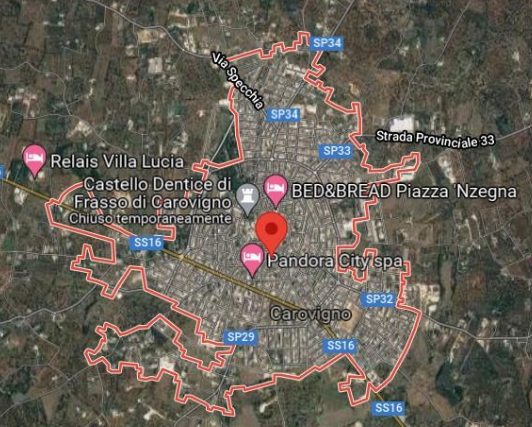 SP34
Via Specchia
SP34
Strada Provinciale 33
SP33
Relais Villa Lucia
Castello Dentice di
Frasso di Carovigno
Chiuso temporaneamente
BED&BREAD Piazza 'Nzegna
SS16
Pandora City spa
SP32
Carovigno
SP29
SS16
SS16